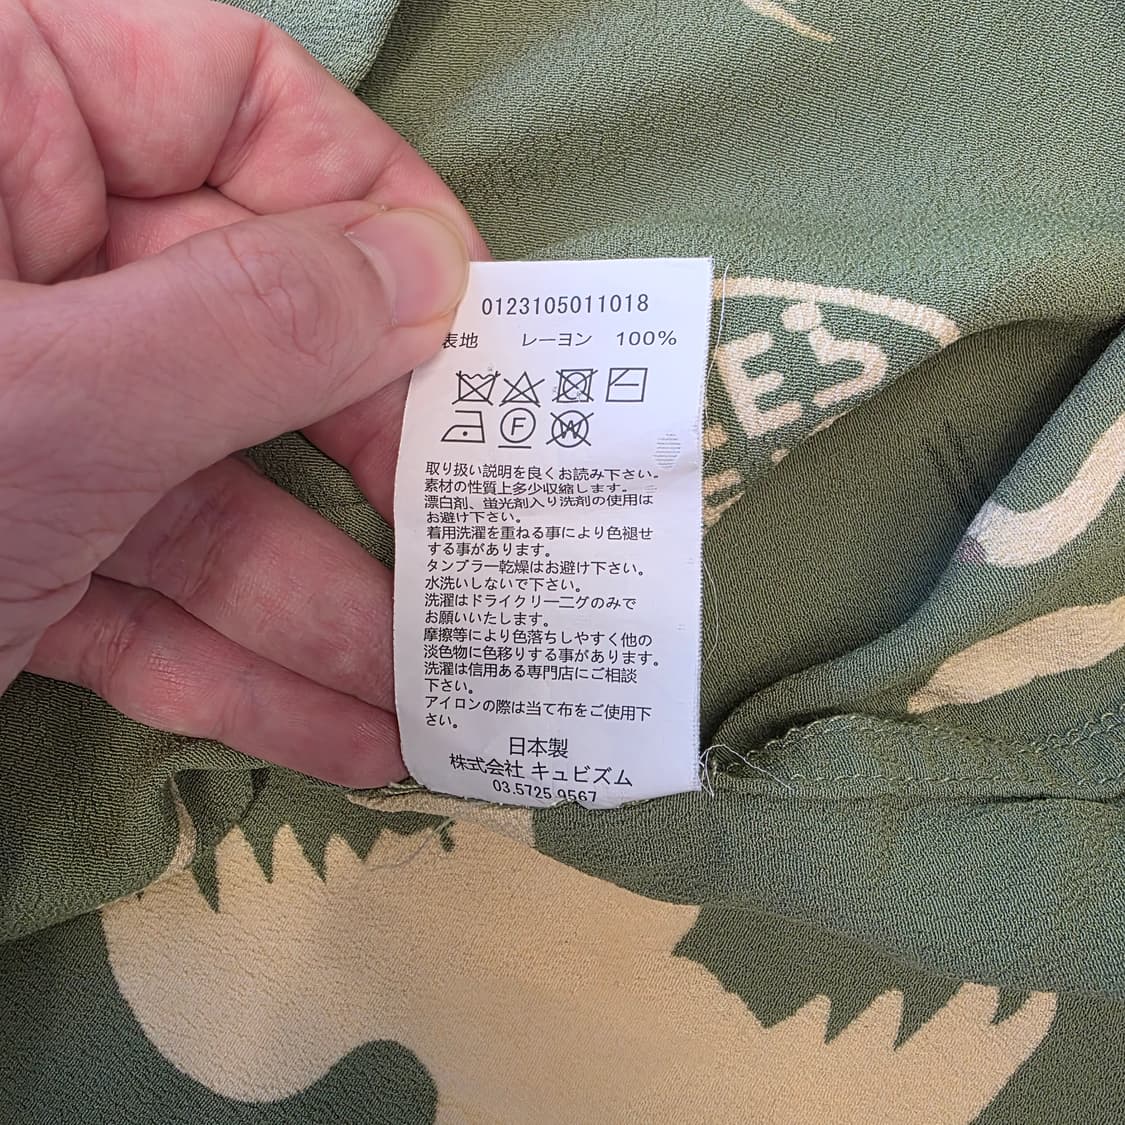 0123105011018
表地 レーヨン 100%
F
W
取り扱い説明を良くお読み下さい。
素材の性質上多少収縮します。
漂白剤、蛍光剤入り洗剤の使用は
お避け下さい。
着用洗濯を重ねる事により色褪せ
する事があります。
タンブラー乾燥はお避け下さい。
水洗いしないで下さい。
洗濯はドライクリーニングのみで
お願いいたします。
摩擦等により色落ちしやすく他の
淡色物に色移りする事があります。
洗濯は信用ある専門店にご相談
下さい。
アイロンの際は当て布をご使用下
さい。
日本製
株式会社 キュビズム
03.5725.9567